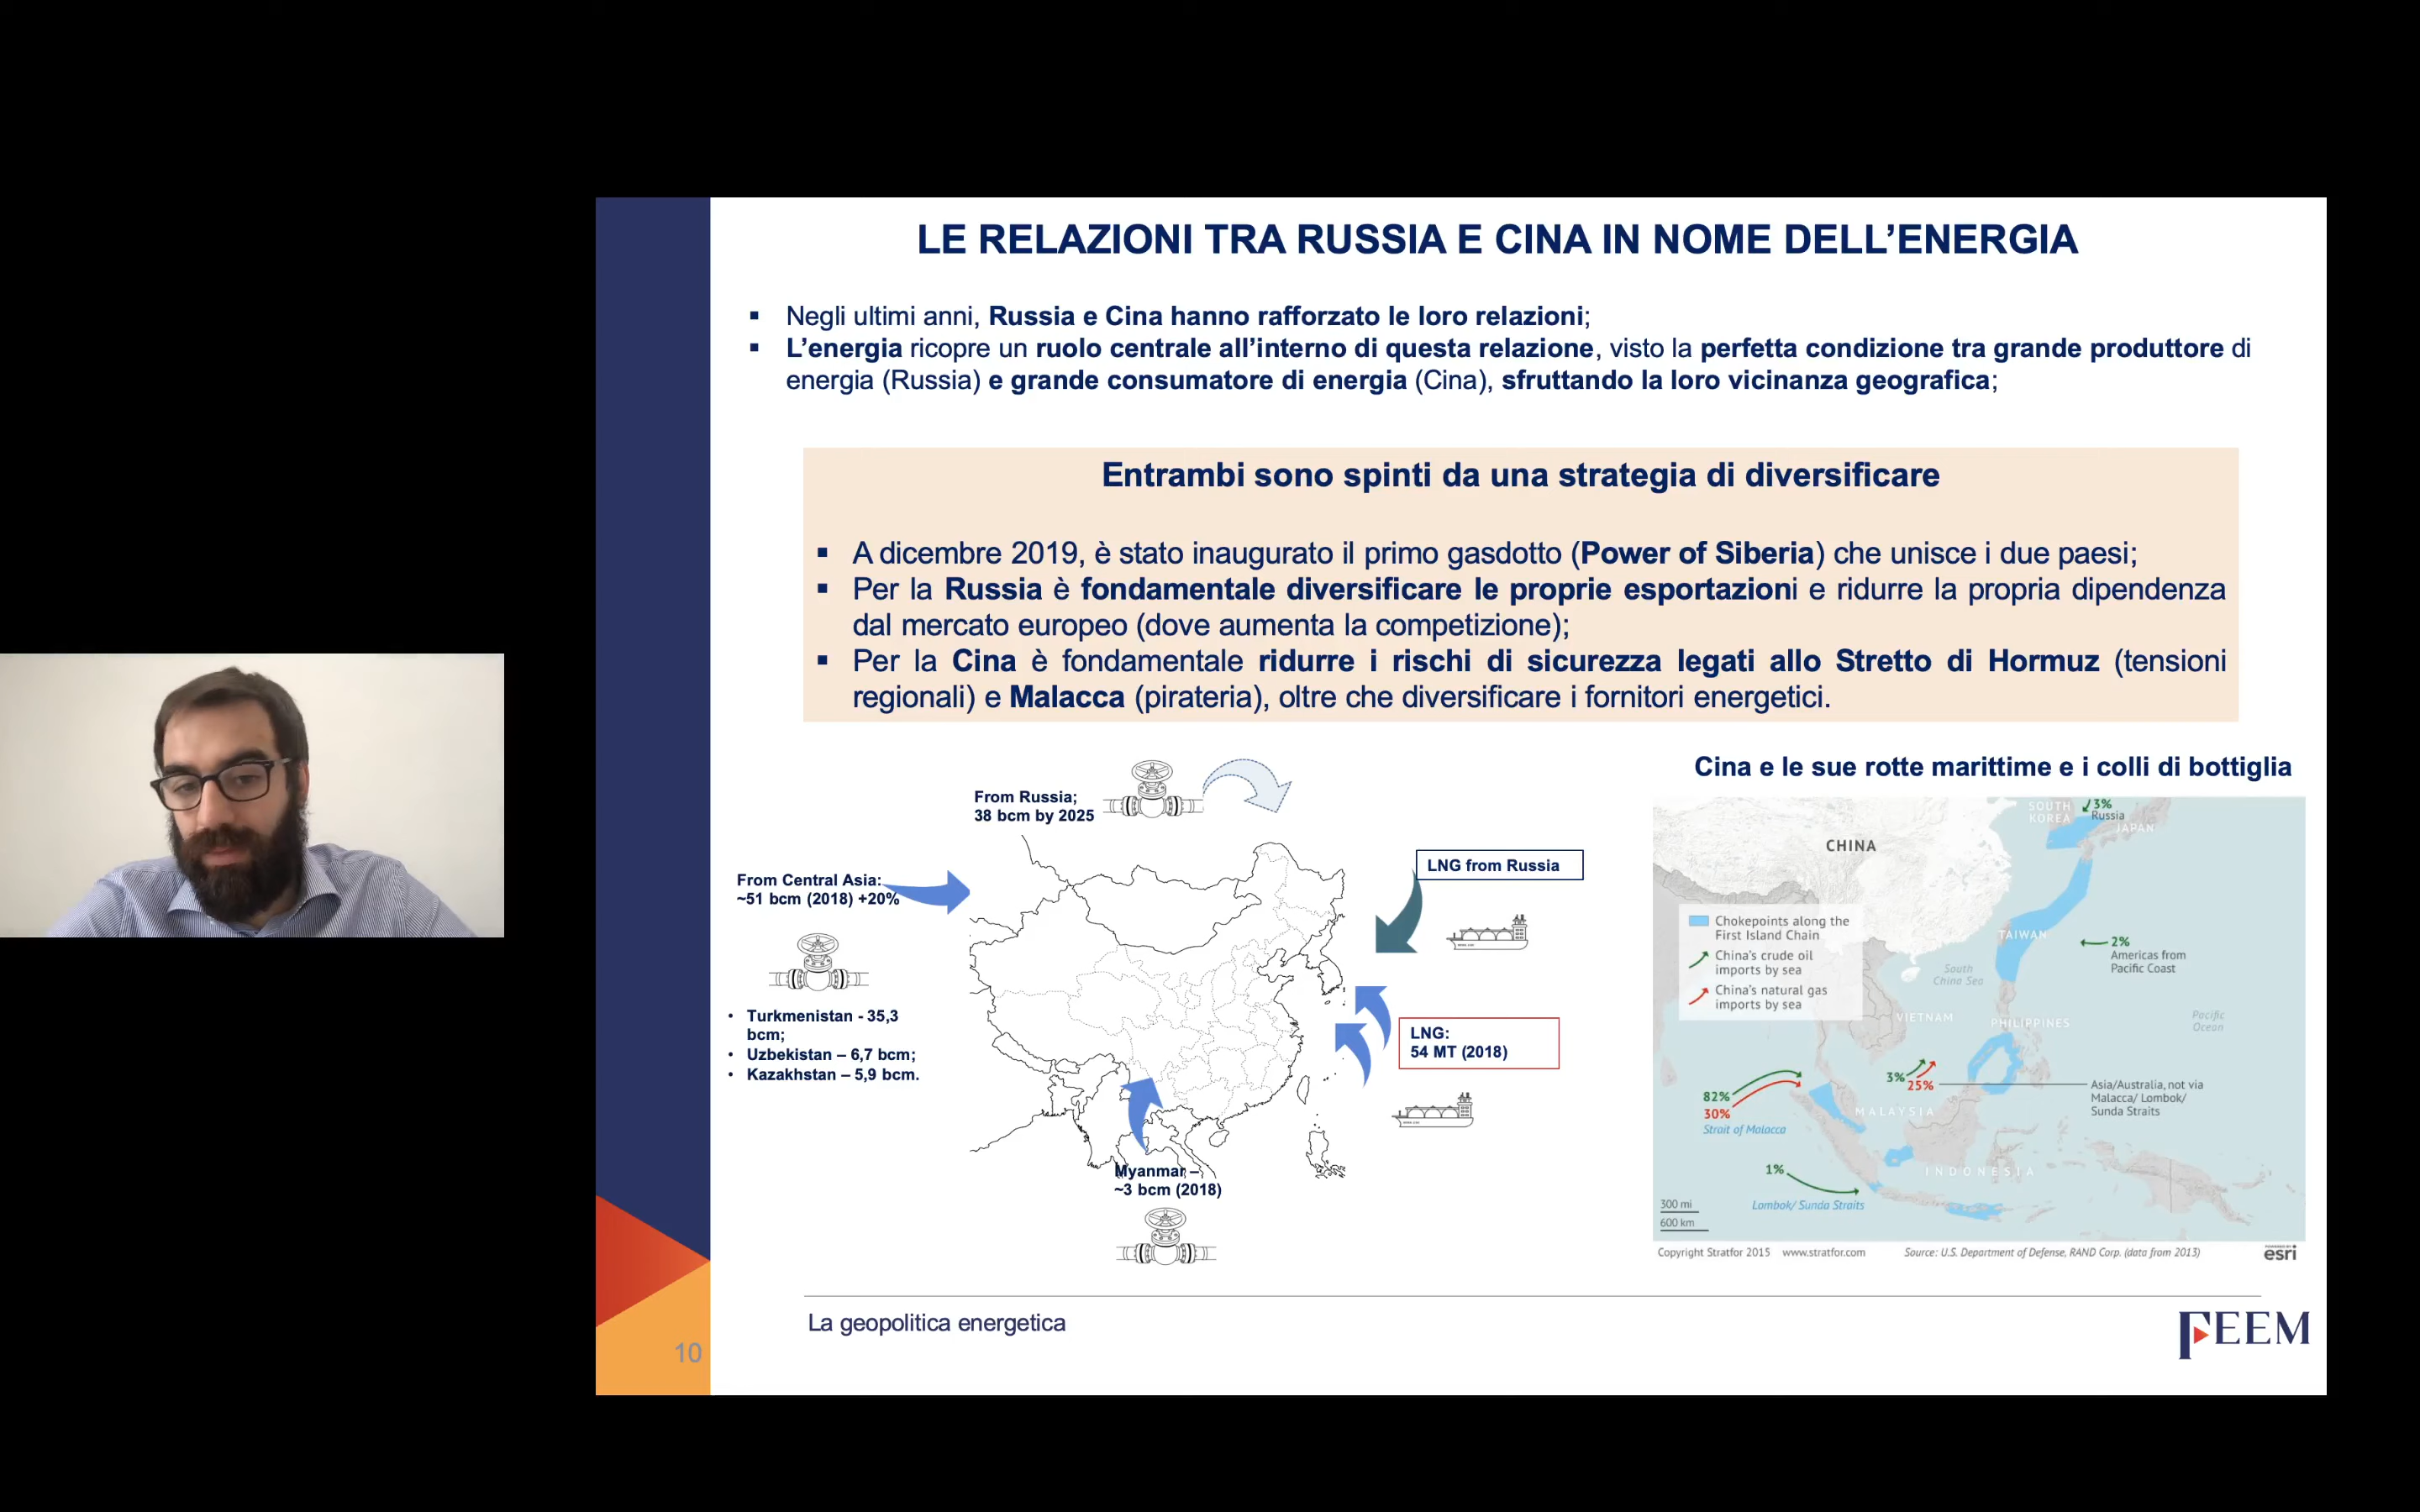 LE RELAZIONI TRA RUSSIA E CINA IN NOME DELL’ENERGIA
▪ Negli ultimi anni, Russia e Cina hanno rafforzato le loro relazioni;
▪ L’energia ricopre un ruolo centrale all’interno di questa relazione, visto la perfetta condizione tra grande produttore di
energia (Russia) e grande consumatore di energia (Cina), sfruttando la loro vicinanza geografica;
Entrambi sono spinti da una strategia di diversificare
▪ A dicembre 2019, è stato inaugurato il primo gasdotto (Power of Siberia) che unisce i due paesi;
▪ Per la Russia è fondamentale diversificare le proprie esportazioni e ridurre la propria dipendenza
dal mercato europeo (dove aumenta la competizione);
▪ Per la Cina è fondamentale ridurre i rischi di sicurezza legati allo Stretto di Hormuz (tensioni
regionali) e Malacca (pirateria), oltre che diversificare i fornitori energetici.
From Russia;
38 bcm by 2025
From Central Asia:
~51 bcm (2018) +20%
• Turkmenistan - 35,3
bcm;
• Uzbekistan – 6,7 bcm;
• Kazakhstan – 5,9 bcm.
LNG from Russia
LNG:
54 MT (2018)
Myanmar –
~3 bcm (2018)
Cina e le sue rotte marittime e i colli di bottiglia
SOUTH
KOREA
3%
Russia
JAPAN
CHINA
Chokepoints along the
First Island Chain
China's crude oil
imports by sea
China's natural gas
imports by sea
TAIWAN
2%
Americas from
Pacific Coast
South
China Sea
VIETNAM
PHILIPPINES
Pacific
Ocean
3%
25%
Asia/Australia, not via
Malacca/ Lombok/
Sunda Straits
82%
30%
Strait of Malacca
MALAYSIA
1%
INDONESIA
Lombok/ Sunda Straits
300 mi
600 km
Copyright Stratfor 2015 www.stratfor.com Source: U.S. Department of Defense, RAND Corp. (data from 2013)
esri
La geopolitica energetica
FEEM
10